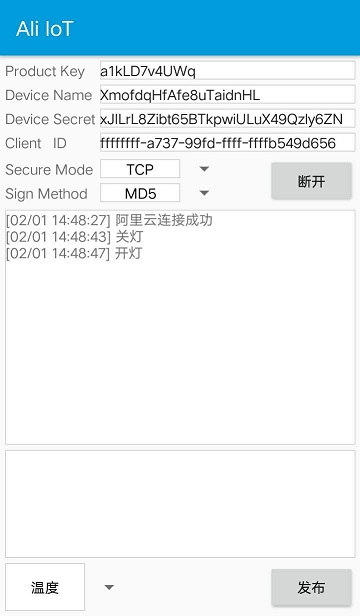 Ali IoT
Product Key a1kLD7v4UWq
Device Name XmofdqHfAfe8uTaidnHL
Device Secret xJlLrL8Zibt65BTkpwiULuX49Qzly6ZN
Client ID ffffffff-a737-99fd-ffff-ffffb549d656
Secure Mode TCP
断开
Sign Method MD5
[02/01 14:48:27] 阿里云连接成功
[02/01 14:48:43] 关灯
[02/01 14:48:47] 开灯
温度 发布